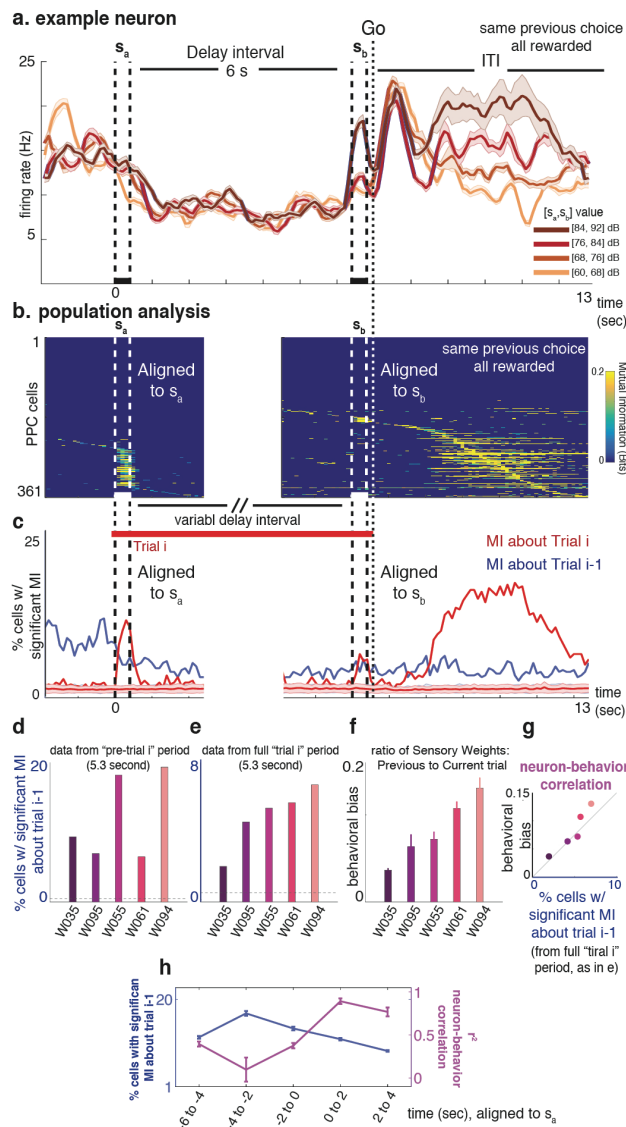 a. example neuron
Go
same previous choice
all rewarded
sa
Delay interval
6 s
sb
ITI
25
15
9
5
firing rate (Hz)
[sa,sb] value
[84, 92] dB
[76, 84] dB
[68, 76] dB
[60, 68] dB
0
13
time
(sec)
b. population analysis
sa
sb
1
PPC cells
361
Aligned
to sa
Aligned
to sb
same previous choice
all rewarded
0.2
0
Mutual Information (bits)
variabl delay interval
c
25
0
% cells w/
significant MI
Trial i
Aligned
to sa
Aligned
to sb
MI about Trial i
MI about Trial i-1
0
13
time
(sec)
d
data from "pre-trial i" period
(5.3 second)
20
0
% cells w/ significant MI
about trial i-1
W035
W095
W055
W061
W094
e
data from full "trial i" period
(5.3 second)
8
0
W035
W095
W055
W061
W094
f
ratio of Sensory Weights:
Previous to Current trial
0.2
0
behavioral bias
W035
W095
W055
W061
W094
g
neuron-behavior
correlation
0.15
0
behavioral
bias
0
10
% cells w/
significant MI
about trial i-1
(from full "tiral i"
period, as in e)
h
% cells with significan
MI about trial i-1
20
1
1
0.5
0
neuron-behavior
correlation
r2
-6 to -4
-4 to -2
-2 to 0
0 to 2
2 to 4
time (sec), aligned to sa